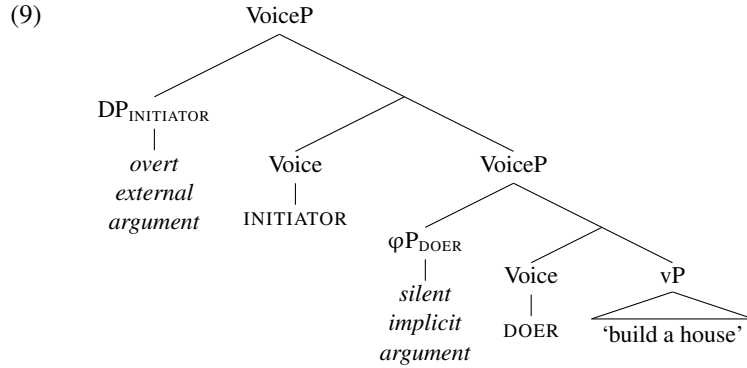 (9)
VoiceP
DP_INITIATOR
overt
external
argument
Voice
INITIATOR
VoiceP
φP_DOER
silent
implicit
argument
Voice
DOER
vP
‘build a house’